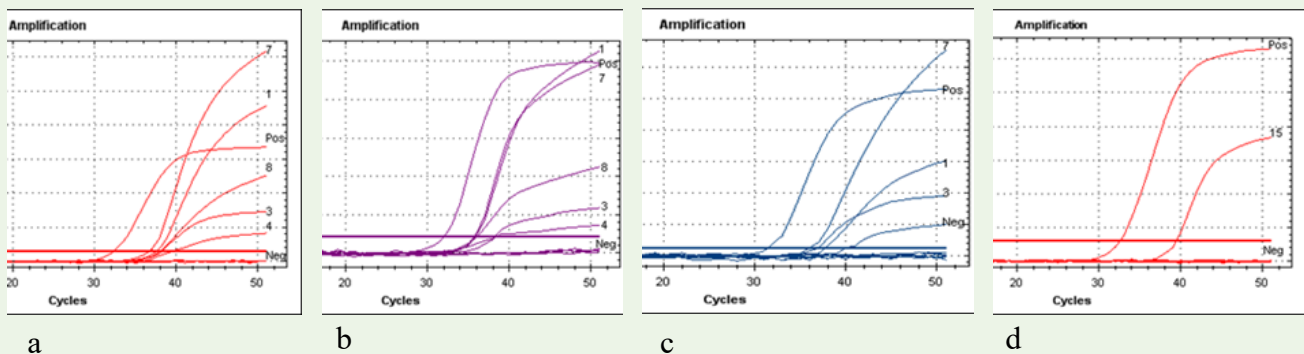 Amplification
7
1
Pos
8
3
4
Neg
20 30 40 50
Cycles
a
Amplification
1
Pos
7
8
3
4
Neg
20 30 40 50
Cycles
b
Amplification
7
Pos
1
3
Neg
20 30 40 50
Cycles
c
Amplification
Pos
15
Neg
20 30 40 50
Cycles
d